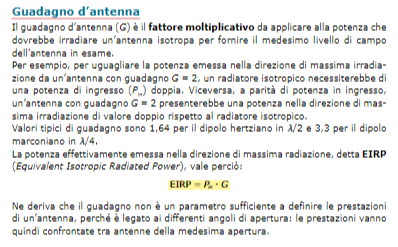 Guadagno d'antenna
Il guadagno d'antenna (G) è il fattore moltiplicativo da applicare alla potenza che
dovrebbe irradiare un'antenna isotropa per fornire il medesimo livello di campo
dell'antenna in esame.
Per esempio, per uguagliare la potenza emessa nella direzione di massima irradia-
zione da un'antenna con guadagno G = 2, un radiatore isotropico necessiterebbe di
una potenza di ingresso (Pin) doppia. Viceversa, a parità di potenza in ingresso,
un'antenna con guadagno G = 2 presenterebbe una potenza nella direzione di mas-
sima irradiazione di valore doppio rispetto al radiatore isotropico.
Valori tipici di guadagno sono 1,64 per il dipolo hertziano in λ/2 e 3,3 per il dipolo
marconiano in λ/4.
La potenza effettivamente emessa nella direzione di massima radiazione, detta EIRP
(Equivalent Isotropic Radiated Power), vale perciò:
EIRP = Pin · G
Ne deriva che il guadagno non è un parametro sufficiente a definire le prestazioni
di un'antenna, perché è legato ai differenti angoli di apertura: le prestazioni vanno
quindi confrontate tra antenne della medesima apertura.